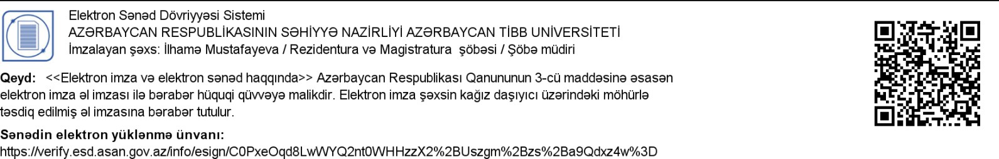 Elektron Sənəd Dövriyyəsi Sistemi
AZƏRBAYCAN RESPUBLİKASININ SƏHİYYƏ NAZİRLİYİ AZƏRBAYCAN TİBB UNİVERSİTETİ
İmzalayan şəxs: İlhamə Mustafayeva / Rezidentura və Magistratura şöbəsi / Şöbə müdiri
Qeyd: <<Elektron imza və elektron sənəd haqqında>> Azərbaycan Respublikası Qanununun 3-cü maddəsinə əsasən
elektron imza əl imzası ilə bərabər hüquqi qüvvəyə malikdir. Elektron imza şəxsin kağız daşıyıcı üzərindəki möhürlə
təsdiq edilmiş əl imzasına bərabər tutulur.
Sənədin elektron yüklənmə ünvanı:
https://verify.esd.asan.gov.az/info/esign/C0PxeOqd8LwWYQ2nt0WHHzzX2%2BUszgm%2Bzs%2Ba9Qdxz4w%3D